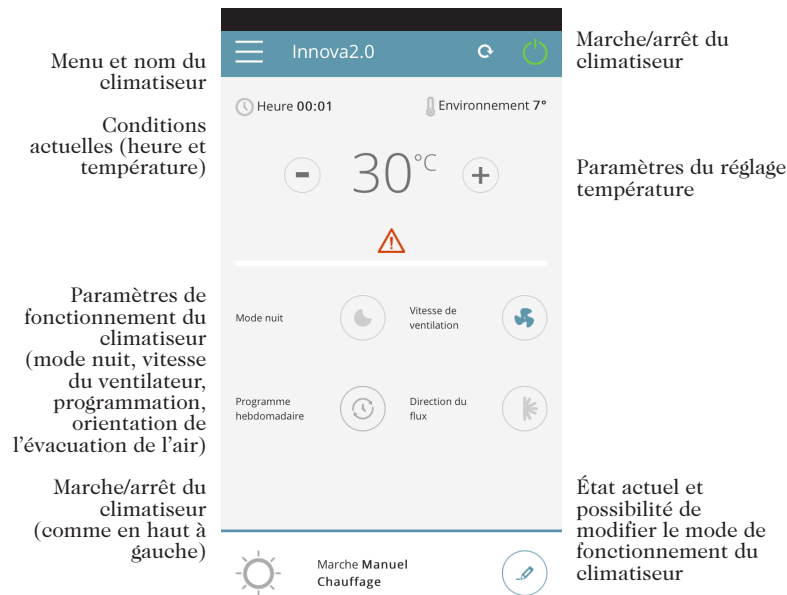 Menu et nom du
climatiseur
Conditions
actuelles (heure et
température)
Paramètres de
fonctionnement du
climatiseur
(mode nuit, vitesse
du ventilateur,
programmation,
orientation de
l'évacuation de l'air)
Marche/arrêt du
climatiseur
(comme en haut à
gauche)
Innova2.0
Heure 00:01
Environnement 7°
- 30°C +
Mode nuit
Vitesse de
ventilation
Programme
hebdomadaire
Direction du
flux
Marche Manuel
Chauffage
Marche/arrêt du
climatiseur
Paramètres du réglage
température
État actuel et
possibilité de
modifier le mode de
fonctionnement du
climatiseur